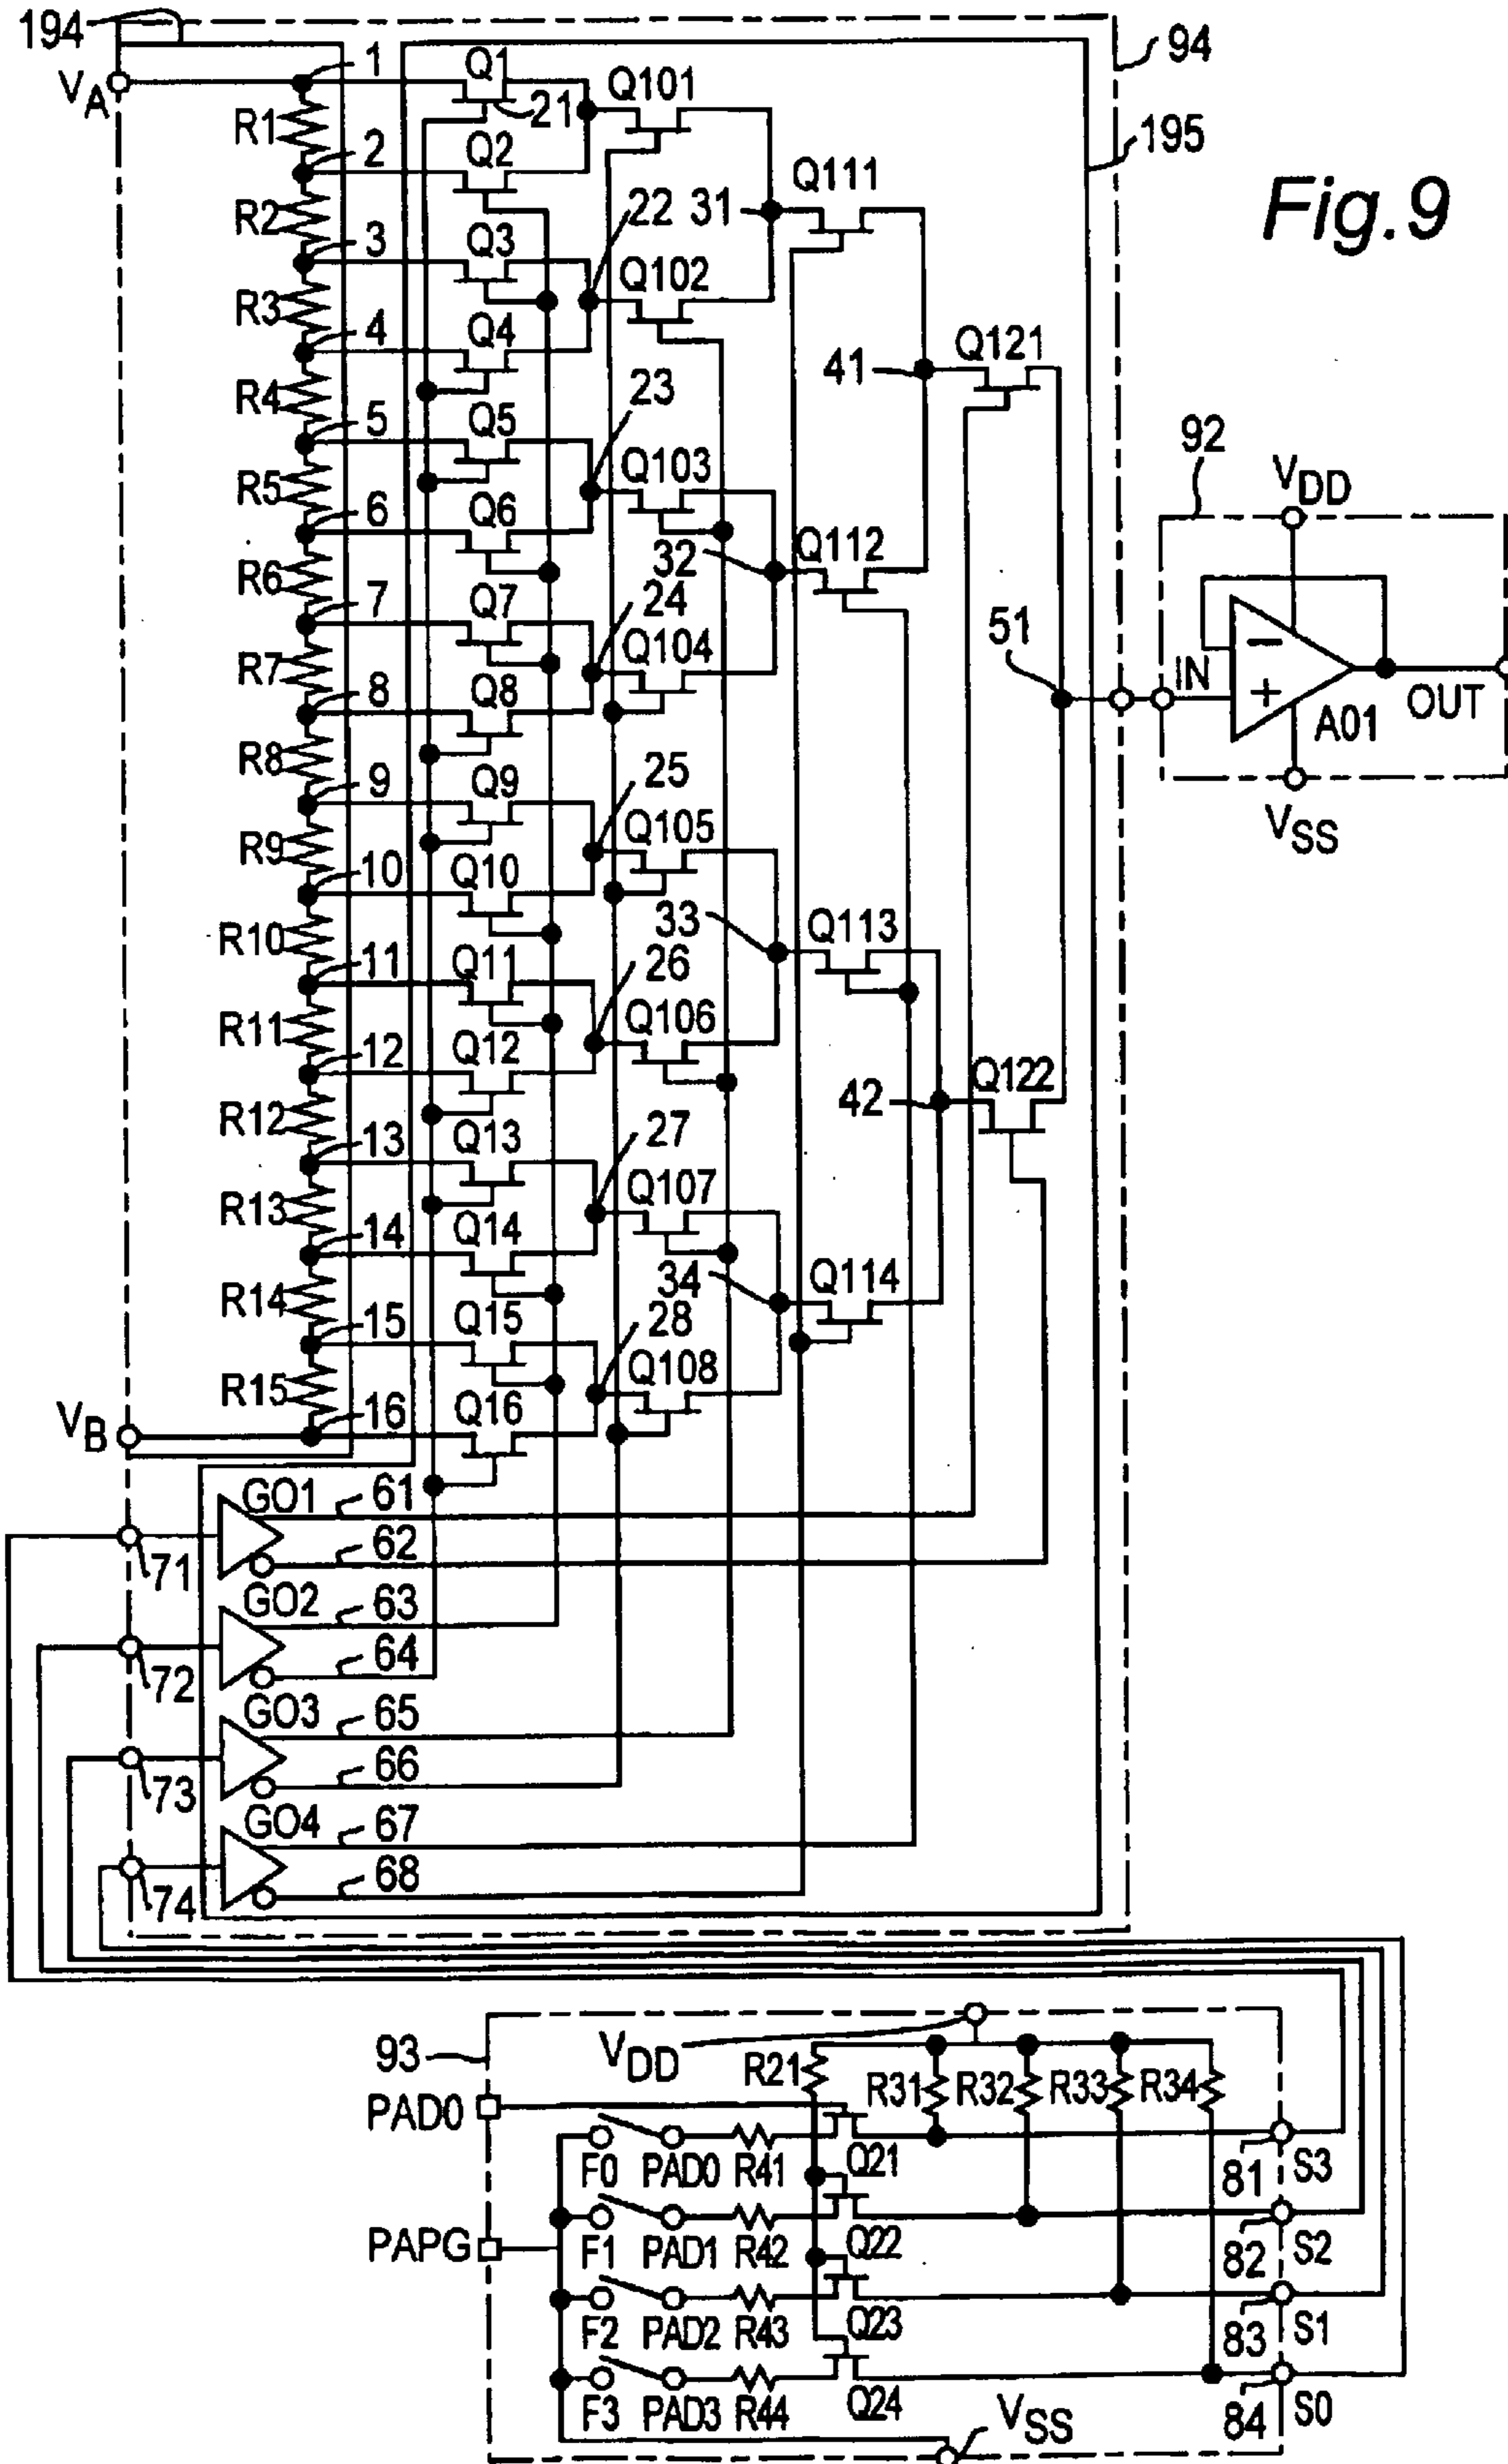 194
94
VA
1
Q1
Q101
21
R1
195
2
Q2
Q111
Fig.9
R2
22
31
3
Q3
Q102
R3
4
Q4
41
Q121
R4
23
5
Q5
Q103
92
VDD
R5
6
Q6
32
Q112
R6
7
Q7
24
51
IN
R7
Q104
−
+
A01
OUT
8
Q8
R8
9
Q9
25
VSS
R9
Q105
10
Q10
33
Q113
R10
11
Q11
26
R11
Q106
12
Q12
42
Q122
R12
13
Q13
27
R13
Q107
14
Q14
34
Q114
R14
15
Q15
28
R15
Q108
VB
16
Q16
GO1
61
62
71
GO2
63
64
72
GO3
65
66
73
GO4
67
68
74
93
VDD
R21
R31
R32
R33
R34
PAD0
F0
PAD0
R41
Q21
81
S3
PAPG
F1
PAD1
R42
Q22
82
S2
F2
PAD2
R43
Q23
83
S1
F3
PAD3
R44
Q24
VSS
84
S0